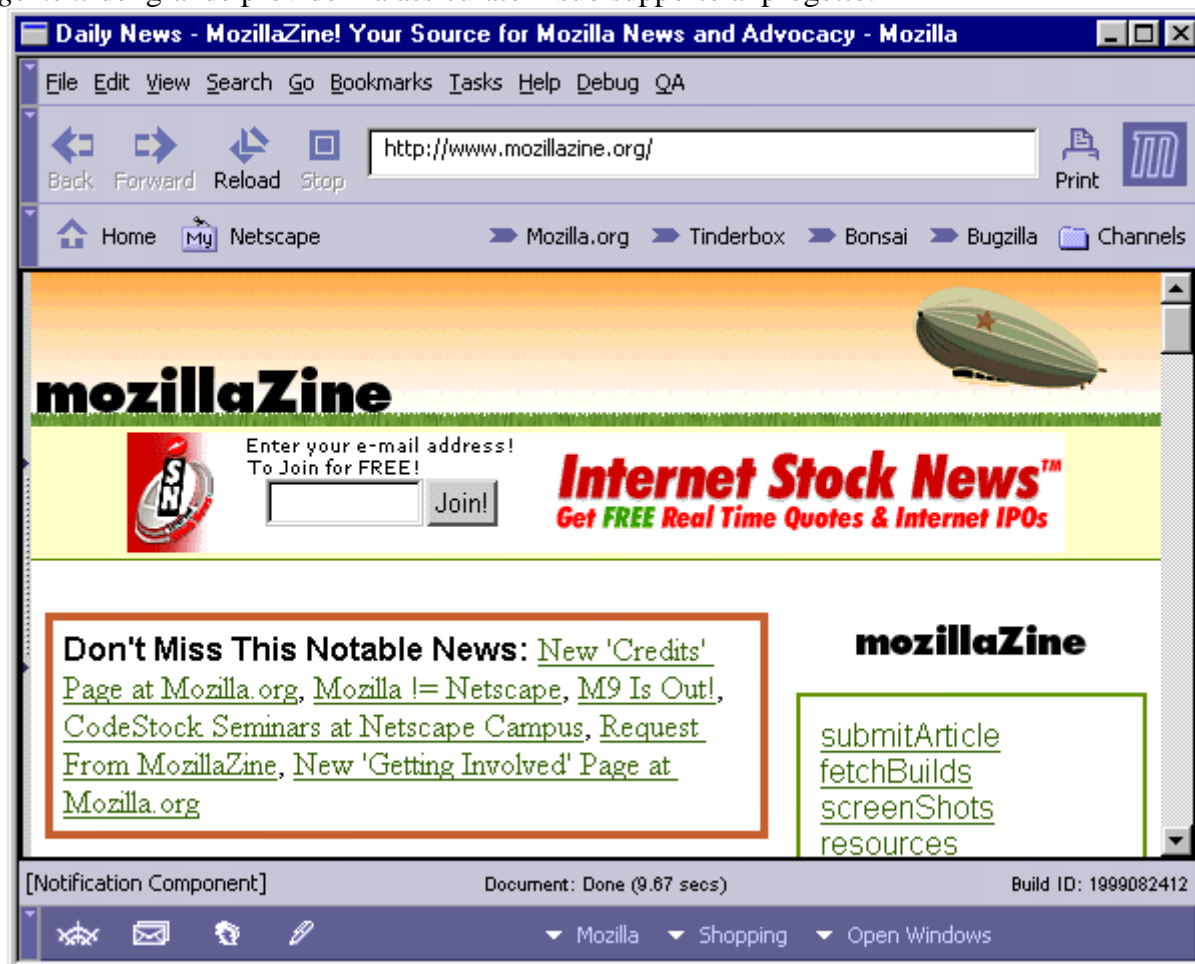 Daily News - MozillaZine! Your Source for Mozilla News and Advocacy - Mozilla
File Edit View Search Go Bookmarks Tasks Help Debug QA
http://www.mozillazine.org/
Back Forward Reload Stop Print
Home My Netscape Mozilla.org Tinderbox Bonsai Bugzilla Channels
mozillaZine
Enter your e-mail address!
To Join for FREE!
Join!
SN
Internet Stock News™
Get FREE Real Time Quotes & Internet IPOs
Don't Miss This Notable News: New 'Credits'
Page at Mozilla.org, Mozilla != Netscape, M9 Is Out!,
CodeStock Seminars at Netscape Campus, Request
From MozillaZine, New 'Getting Involved' Page at
Mozilla.org
mozillaZine
submitArticle
fetchBuilds
screenShots
resources
[Notification Component] Document: Done (9.67 secs) Build ID: 1999082412
Mozilla Shopping Open Windows